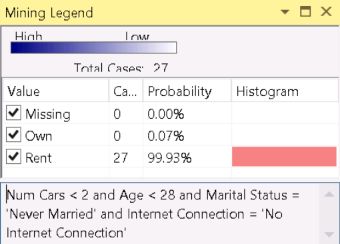 Mining Legend
High Low
Total Cases: 27
Value Ca... Probability Histogram
Missing 0 0.00%
Own 0 0.07%
Rent 27 99.93%
Num Cars < 2 and Age < 28 and Marital Status =
'Never Married' and Internet Connection = 'No
Internet Connection'